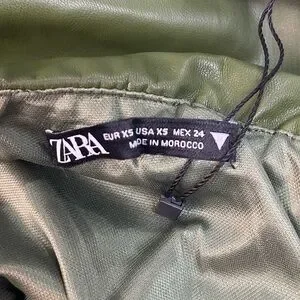 ZARA
EUR XS USA XS MEX 24
MADE IN MOROCCO